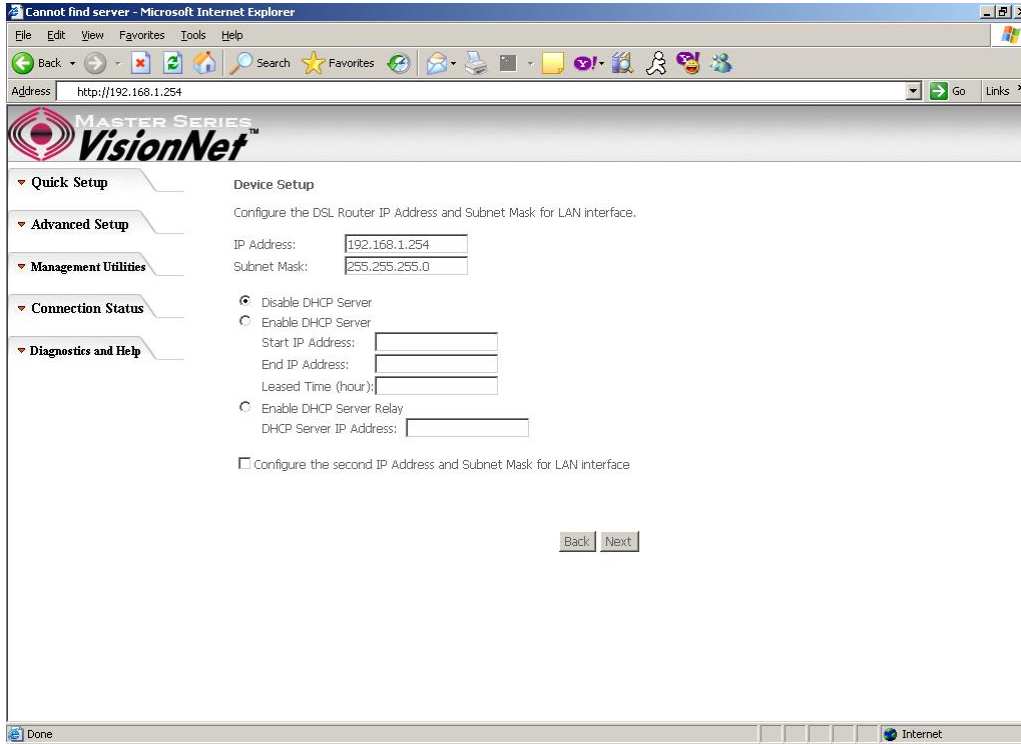 Cannot find server - Microsoft Internet Explorer
File Edit View Favorites Tools Help
Back Search Favorites
Address http://192.168.1.254 Go Links
MASTER SERIES
VisionNet™
Quick Setup
Advanced Setup
Management Utilities
Connection Status
Diagnostics and Help
Device Setup
Configure the DSL Router IP Address and Subnet Mask for LAN interface.
IP Address: 192.168.1.254
Subnet Mask: 255.255.255.0
Disable DHCP Server
Enable DHCP Server
Start IP Address:
End IP Address:
Leased Time (hour):
Enable DHCP Server Relay
DHCP Server IP Address:
Configure the second IP Address and Subnet Mask for LAN interface
Back Next
Done Internet